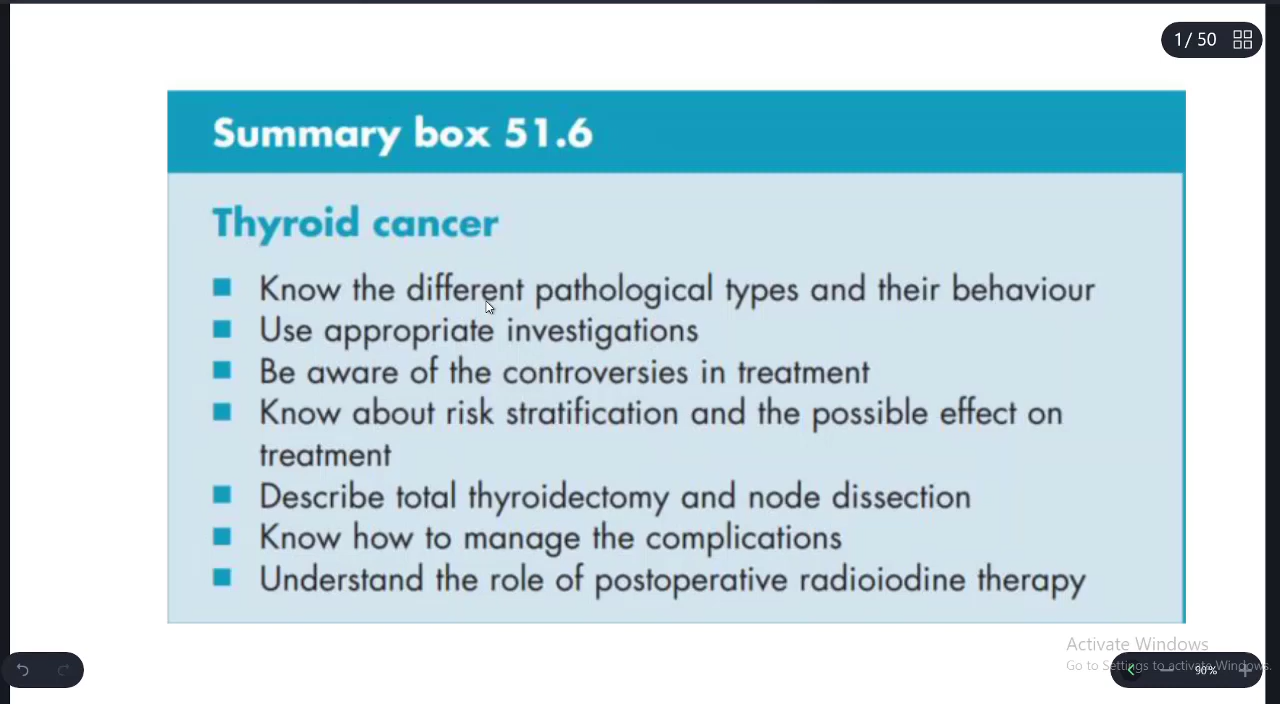 1/ 50
Summary box 51.6
Thyroid cancer
Know the different pathological types and their behaviour
Use appropriate investigations
Be aware of the controversies in treatment
Know about risk stratification and the possible effect on
treatment
Describe total thyroidectomy and node dissection
Know how to manage the complications
Understand the role of postoperative radioiodine therapy
Activate Windows
Go to Settings to activate Windows.
90%